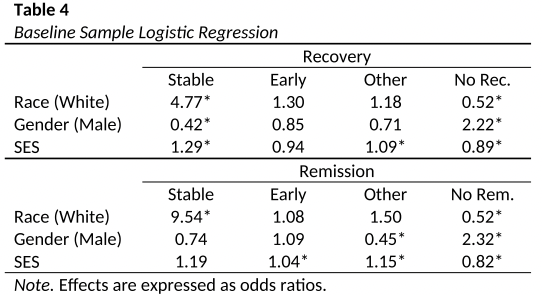 Table 4
Baseline Sample Logistic Regression
Recovery
Stable Early Other No Rec.
Race (White) 4.77* 1.30 1.18 0.52*
Gender (Male) 0.42* 0.85 0.71 2.22*
SES 1.29* 0.94 1.09* 0.89*
Remission
Stable Early Other No Rem.
Race (White) 9.54* 1.08 1.50 0.52*
Gender (Male) 0.74 1.09 0.45* 2.32*
SES 1.19 1.04* 1.15* 0.82*
Note. Effects are expressed as odds ratios.